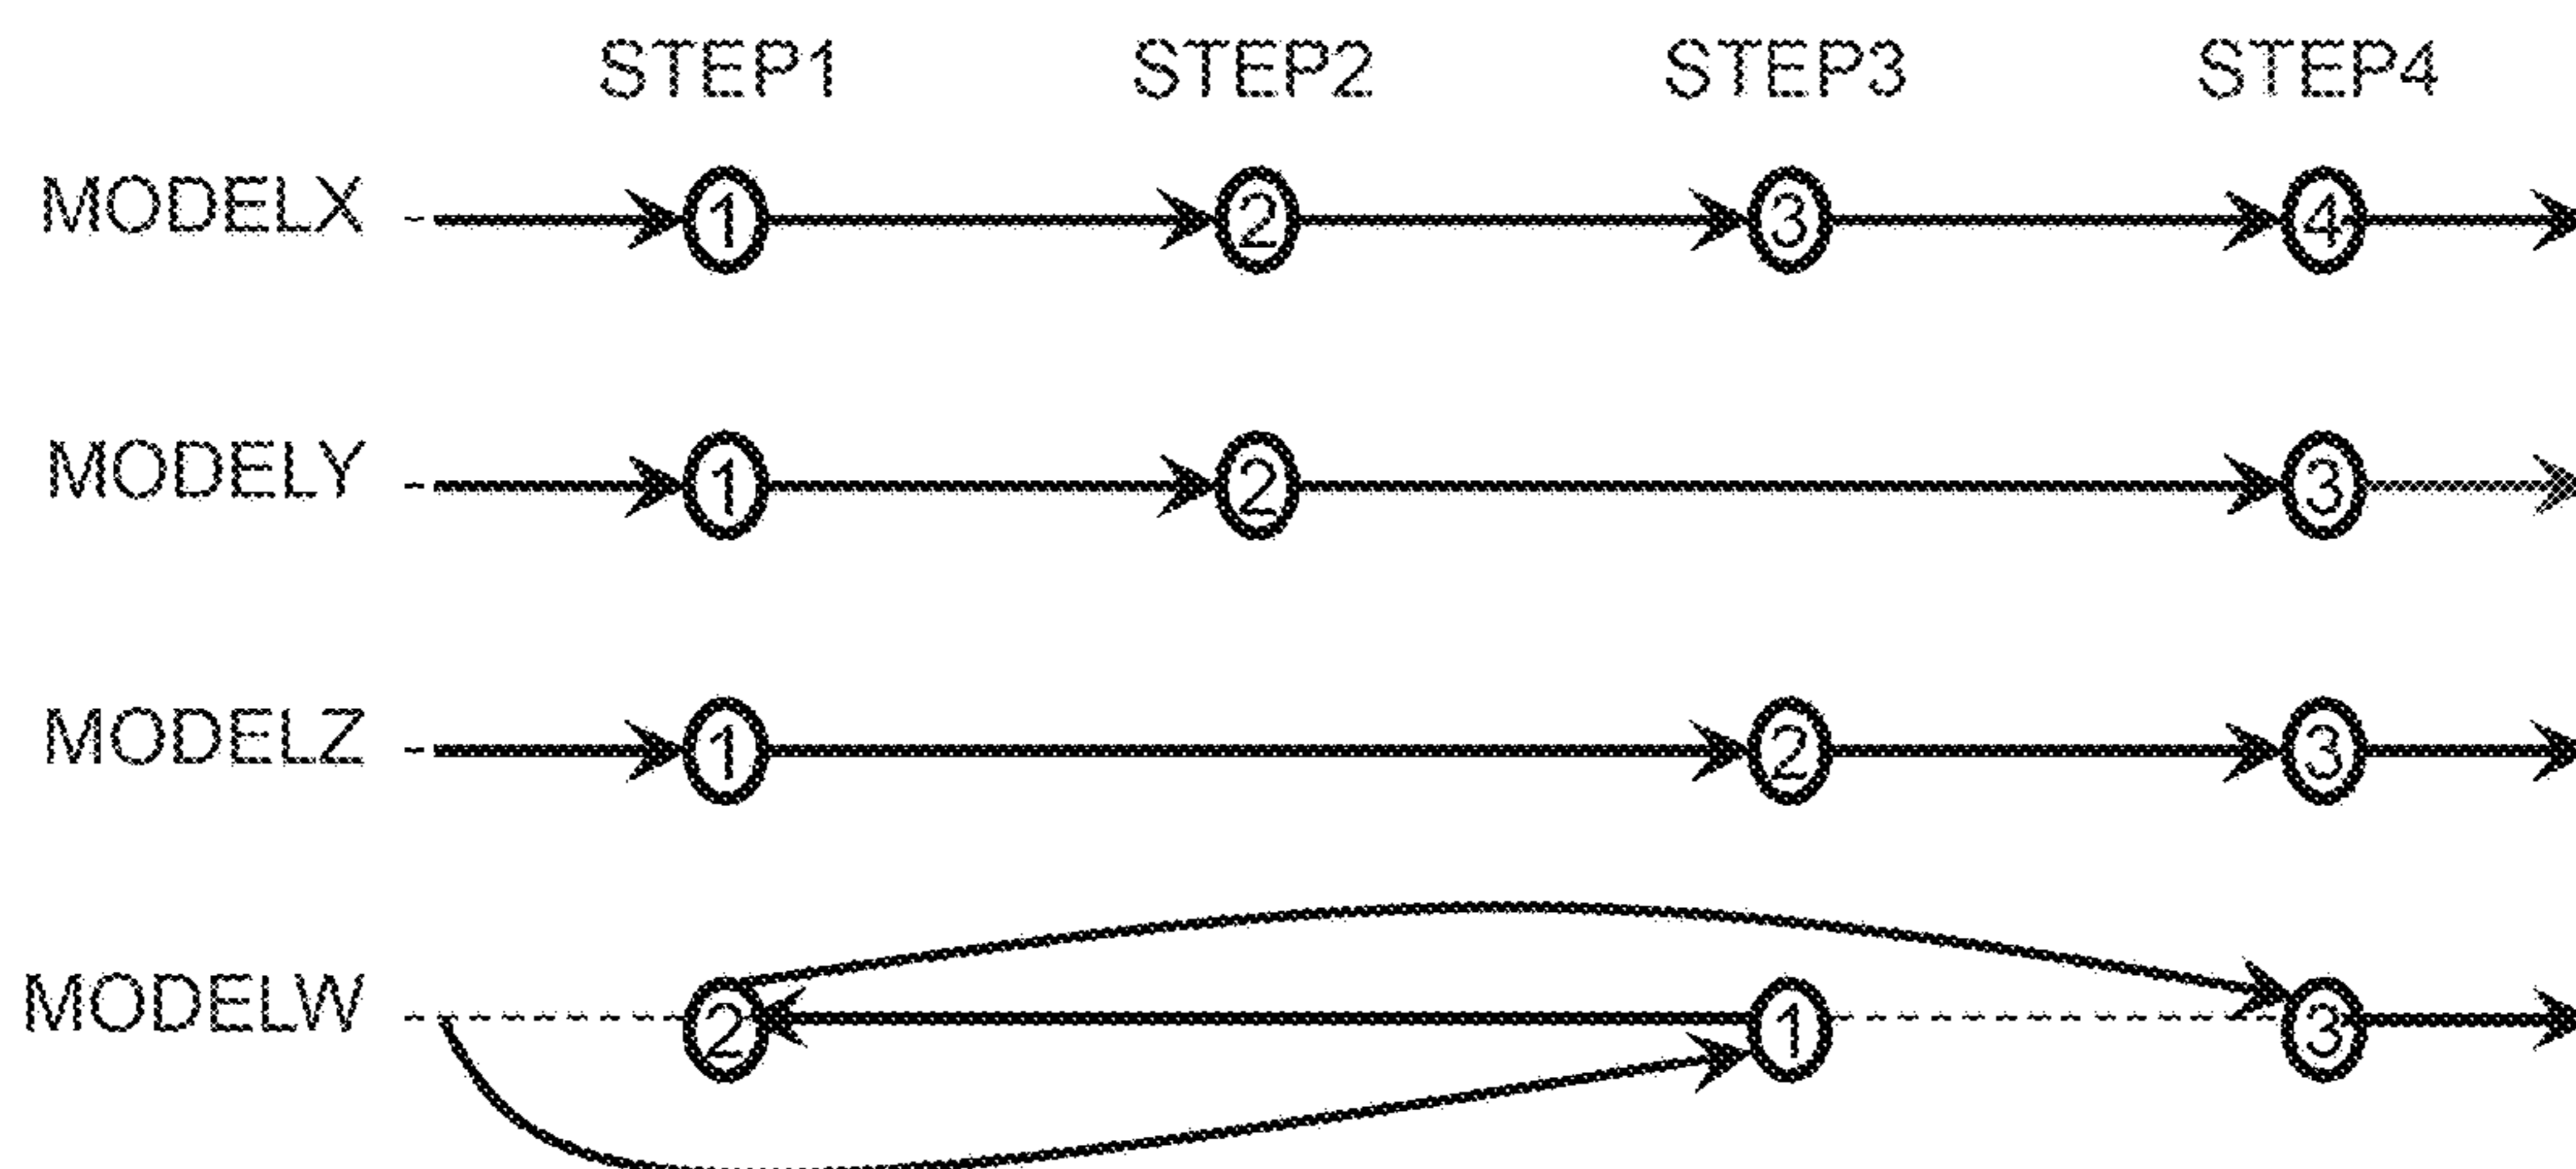 STEP1 STEP2 STEP3 STEP4
MODELX 1 2 3 4
MODELY 1 2 3
MODELZ 1 2 3
MODELW 2 1 3